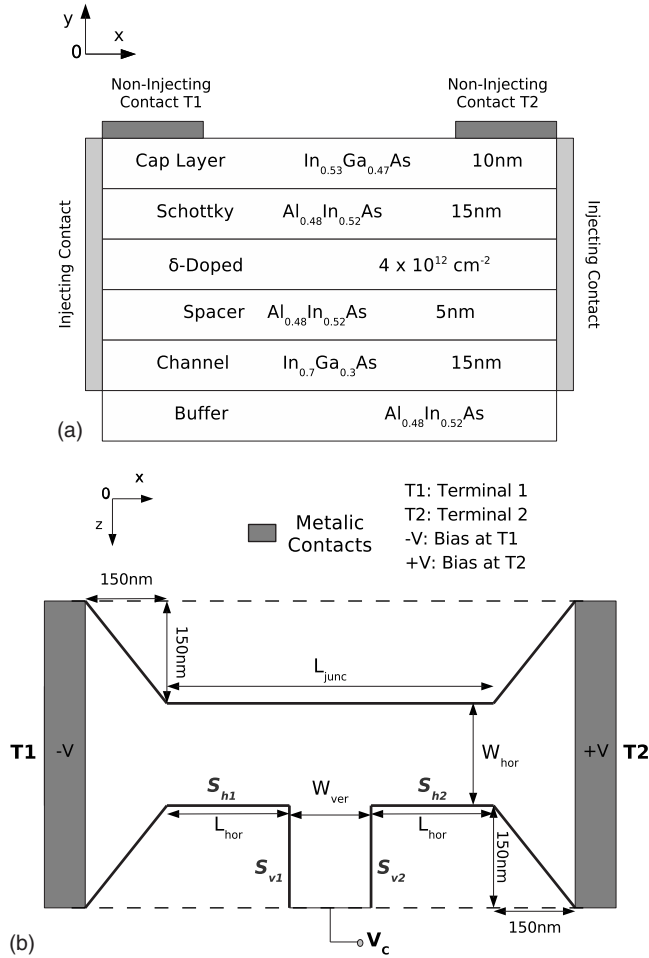 y
x
0
Non-Injecting
Contact T1
Non-Injecting
Contact T2
Injecting Contact
Cap Layer In0.53Ga0.47As 10nm
Schottky Al0.48In0.52As 15nm
δ-Doped 4 x 10^12 cm^-2
Spacer Al0.48In0.52As 5nm
Channel In0.7Ga0.3As 15nm
Buffer Al0.48In0.52As
Injecting Contact
(a)
0 x
z
Metalic
Contacts
T1: Terminal 1
T2: Terminal 2
-V: Bias at T1
+V: Bias at T2
150nm
150nm
Ljunc
T1 -V
Whor
+V T2
Sh1 Wver Sh2
Lhor Lhor
Sv1 Sv2
150nm
150nm
Vc
(b)